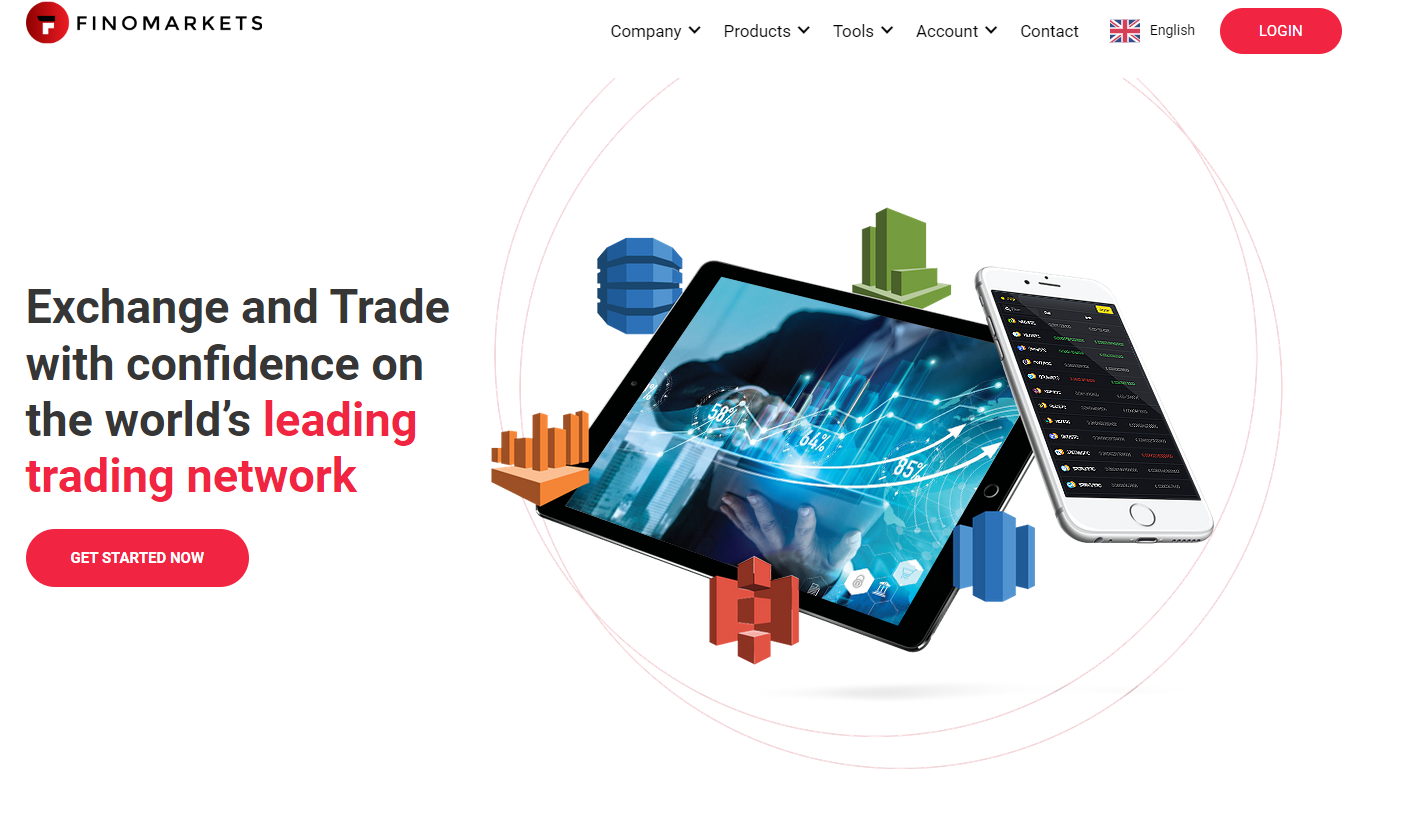 FINOMARKETS
Company
Products
Tools
Account
Contact
English
LOGIN
Exchange and Trade
with confidence on
the world’s leading
trading network
GET STARTED NOW
58%
64%
85%